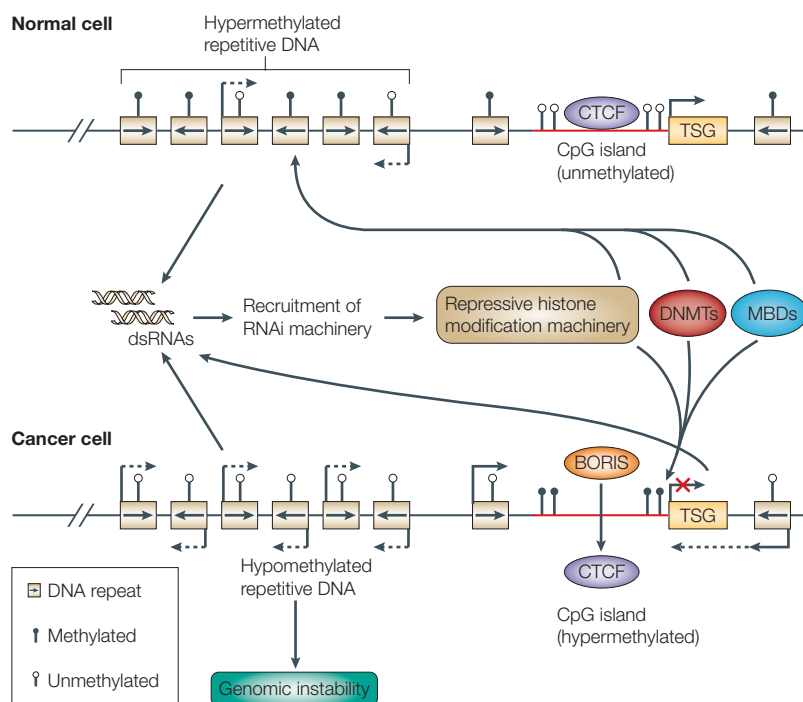 Normal cell
Hypermethylated
repetitive DNA
CTCF
TSG
CpG island
(unmethylated)
dsRNAs
Recruitment of
RNAi machinery
Repressive histone
modification machinery
DNMTs
MBDs
Cancer cell
BORIS
TSG
CTCF
Hypomethylated
repetitive DNA
CpG island
(hypermethylated)
Genomic instability
DNA repeat
Methylated
Unmethylated